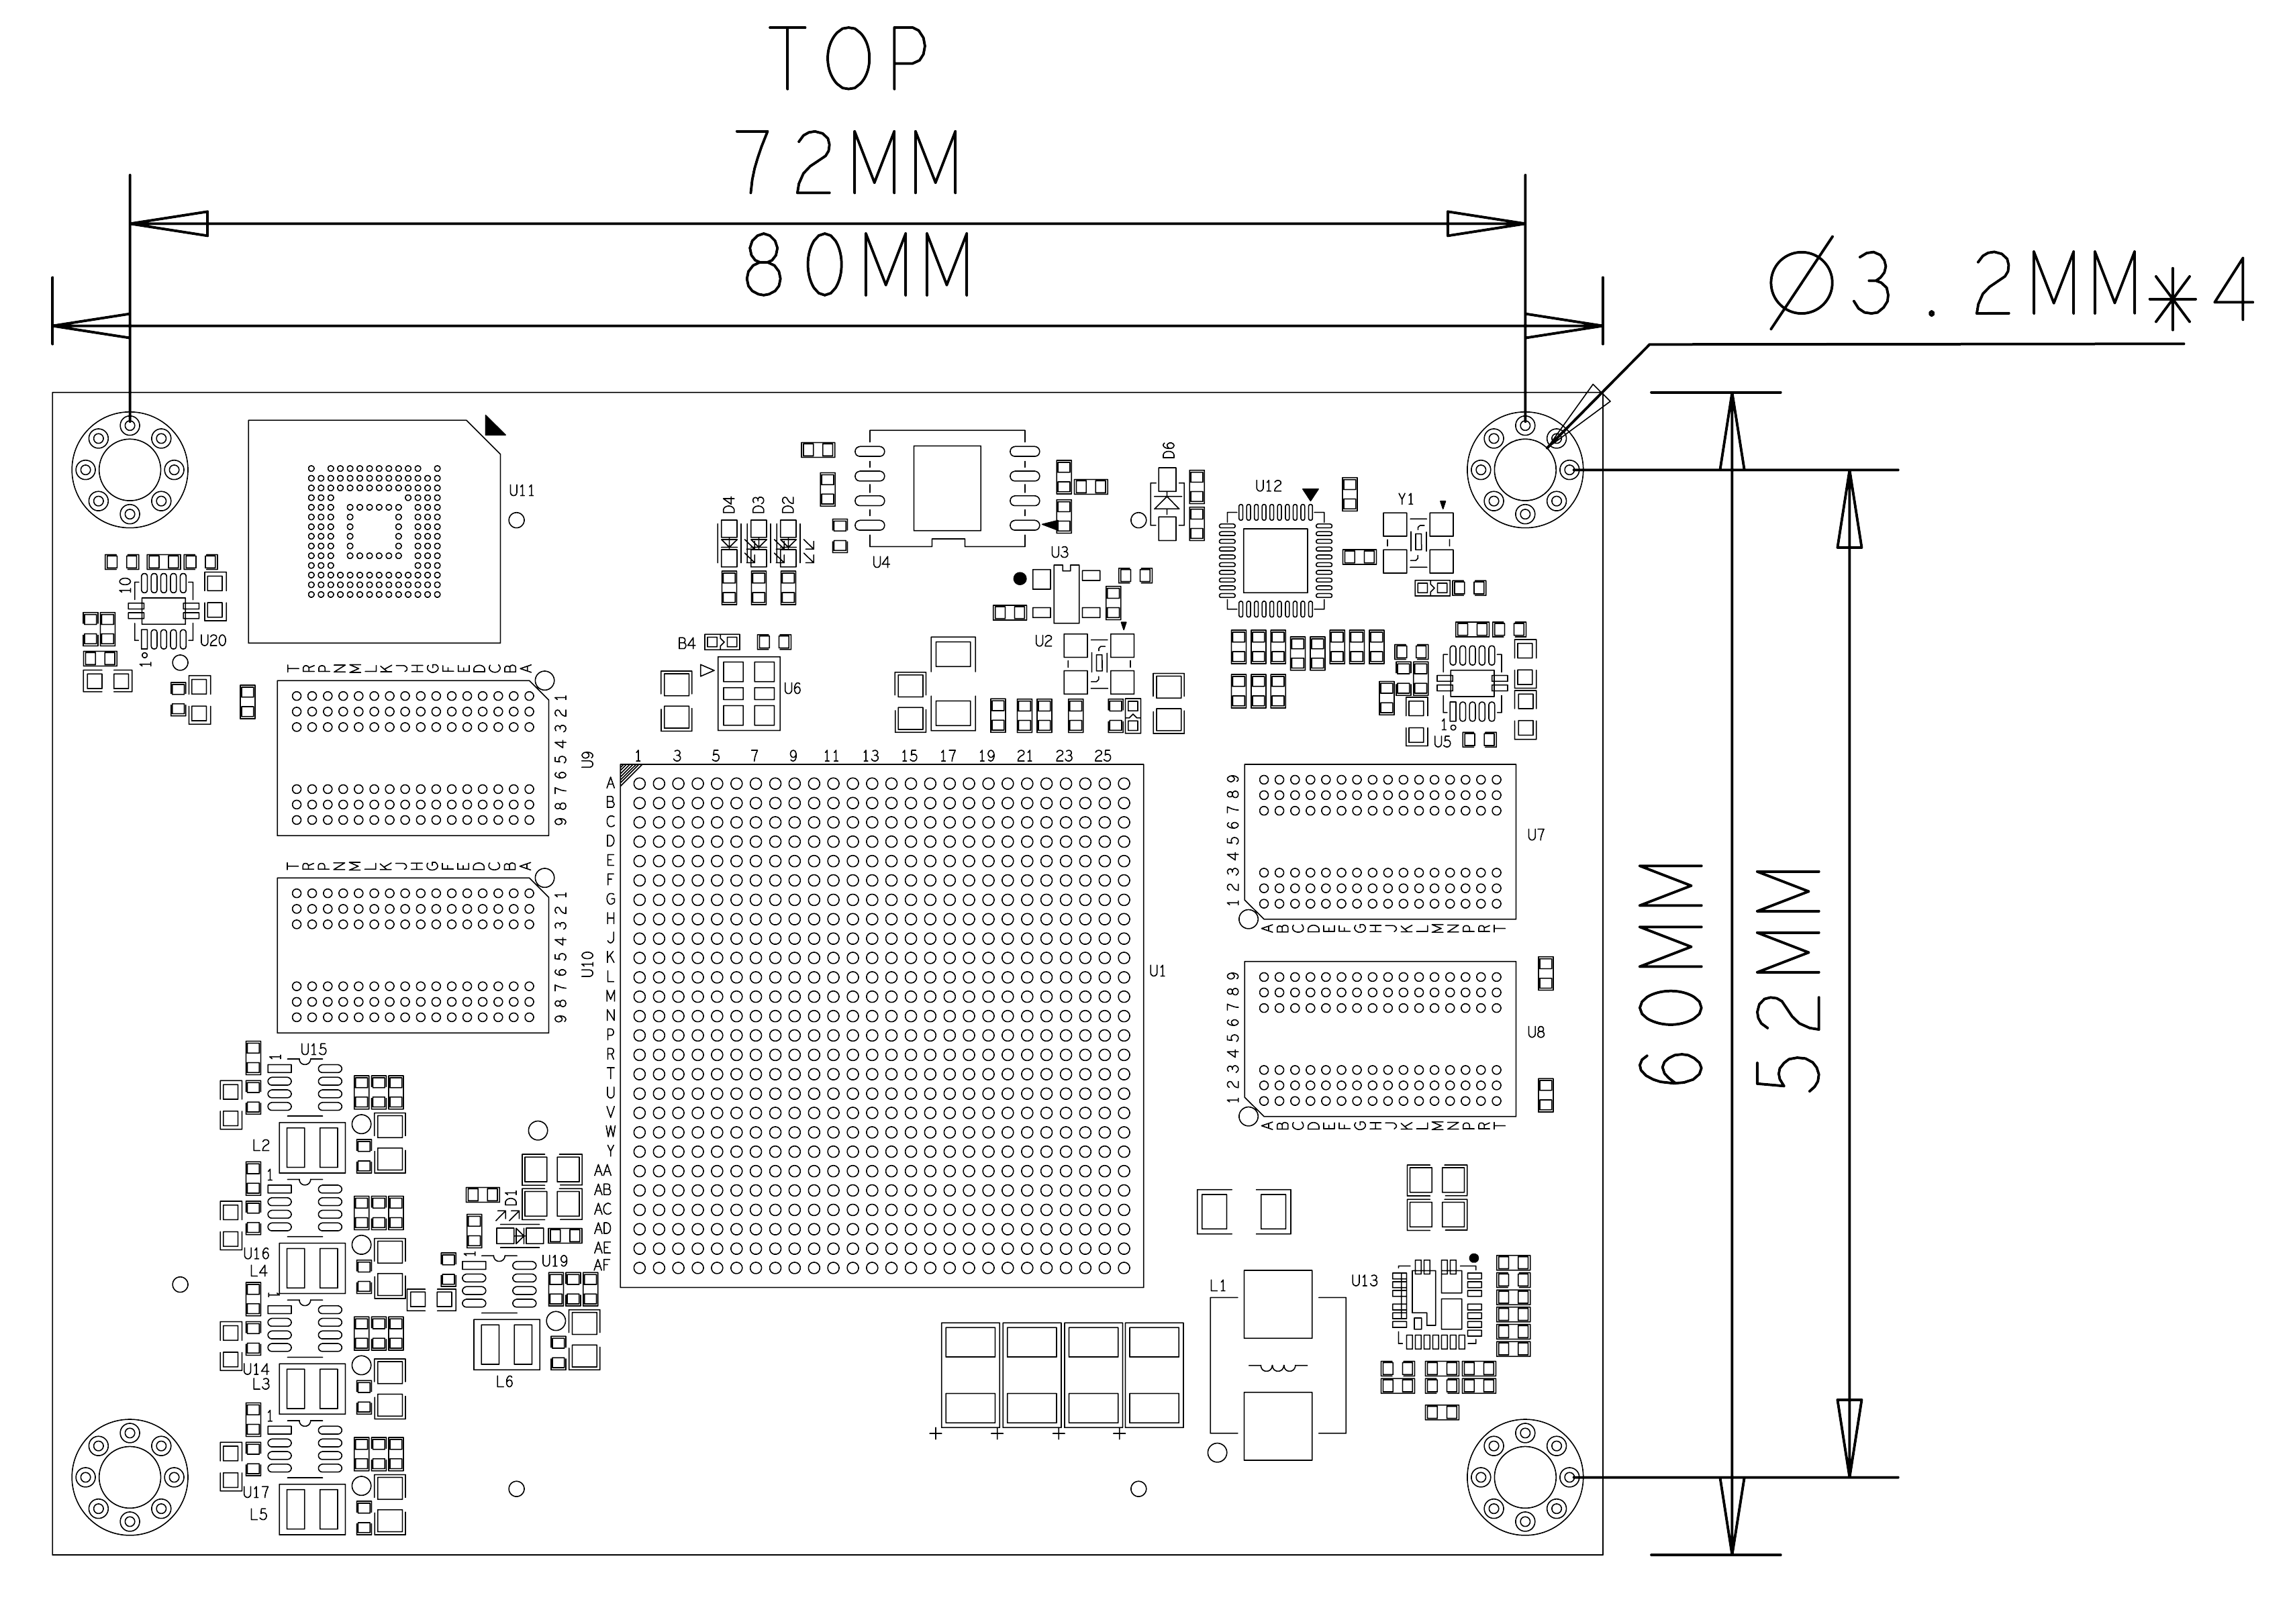 TOP
72MM
80MM
Ø3.2MM*4
60MM
52MM
U11
D4
D3
D2
U4
D6
U12
Y1
U3
10
U20
1
B4
U6
U2
1
U5
T R P N M L K J H G F E D C B A
1 2 3 4 5 6 7 8 9
U9
1 3 5 7 9 11 13 15 17 19 21 23 25
A
B
C
D
E
F
G
H
J
K
L
M
N
P
R
T
U
V
W
Y
AA
AB
AC
AD
AE
AF
U1
1 2 3 4 5 6 7 8 9
U7
A B C D E F G H J K L M N P R T
T R P N M L K J H G F E D C B A
1 2 3 4 5 6 7 8 9
U10
1 2 3 4 5 6 7 8 9
U8
A B C D E F G H J K L M N P R T
1
U15
L2
1
D1
U16
L4
1
U19
L1
U13
1
U14
L3
L6
1
U17
L5